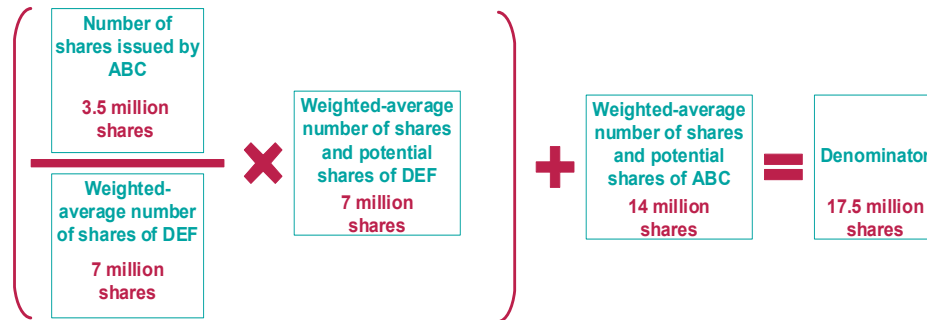 Number of
shares issued by
ABC
3.5 million
shares
Weighted-
average number
of shares of DEF
7 million
shares
Weighted-average
number of shares
and potential
shares of DEF
7 million
shares
Weighted-average
number of shares
and potential
shares of ABC
14 million
shares
Denominator
17.5 million
shares